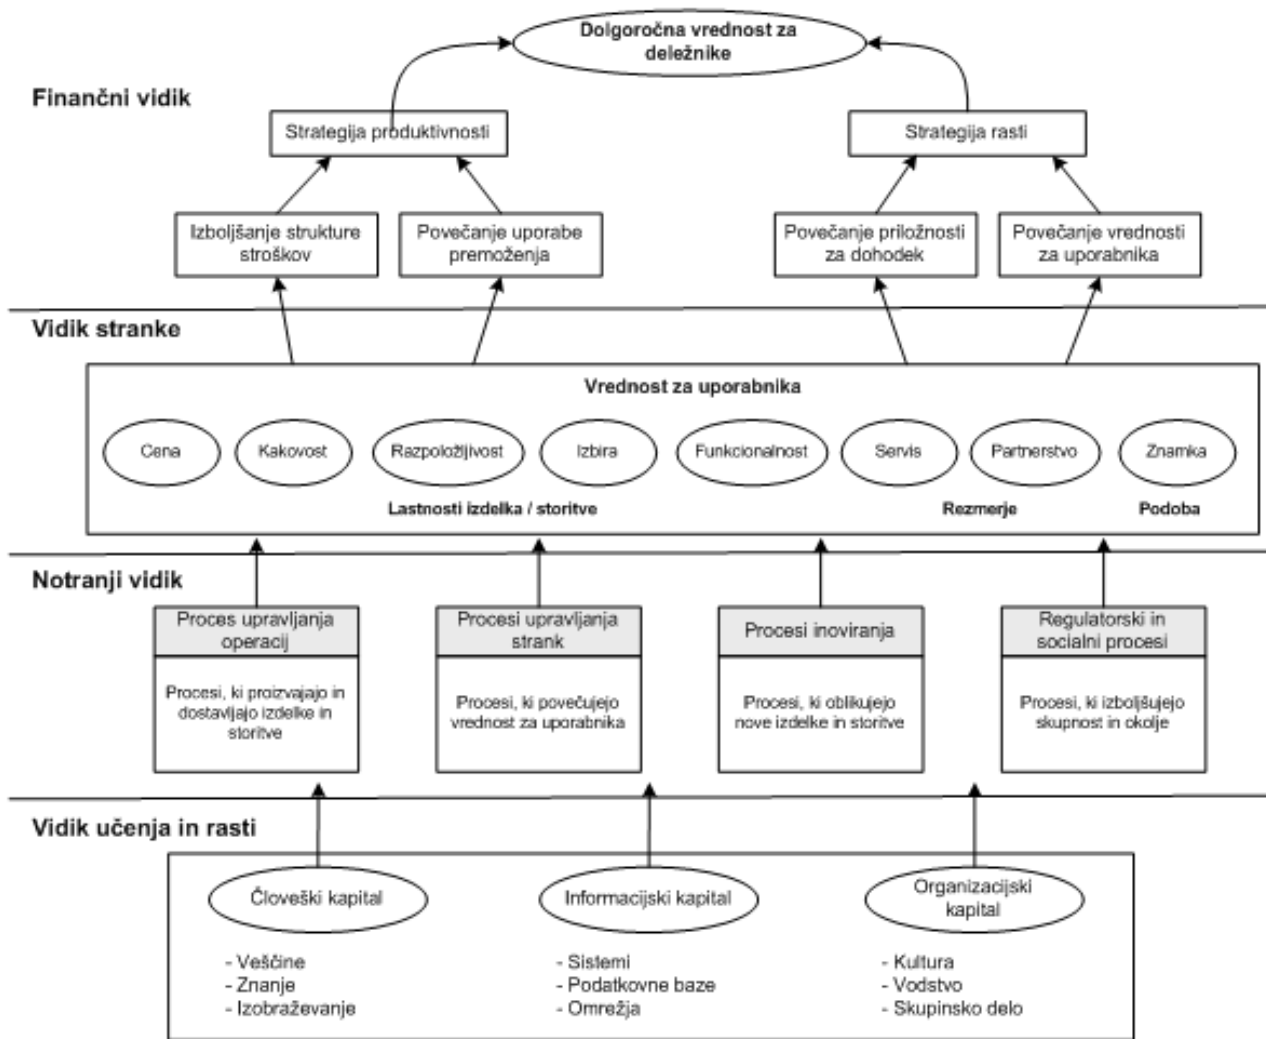 Dolgoročna vrednost za
deležnike
Finančni vidik
Strategija produktivnosti
Strategija rasti
Izboljšanje strukture
stroškov
Povečanje uporabe
premoženja
Povečanje priložnosti
za dohodek
Povečanje vrednosti
za uporabnika
Vidik stranke
Vrednost za uporabnika
Cena
Kakovost
Razpoložljivost
Izbira
Funkcionalnost
Servis
Partnerstvo
Znamka
Lastnosti izdelka / storitve
Rezmerje
Podoba
Notranji vidik
Proces upravljanja
operacij
Procesi upravljanja
strank
Procesi inoviranja
Regulatorski in
socialni procesi
Procesi, ki proizvajajo in
dostavljajo izdelke in
storitve
Procesi, ki povečujejo
vrednost za uporabnika
Procesi, ki oblikujejo
nove izdelke in storitve
Procesi, ki izboljšujejo
skupnost in okolje
Vidik učenja in rasti
Človeški kapital
Informacijski kapital
Organizacijski
kapital
- Veščine
- Znanje
- Izobraževanje
- Sistemi
- Podatkovne baze
- Omrežja
- Kultura
- Vodstvo
- Skupinsko delo